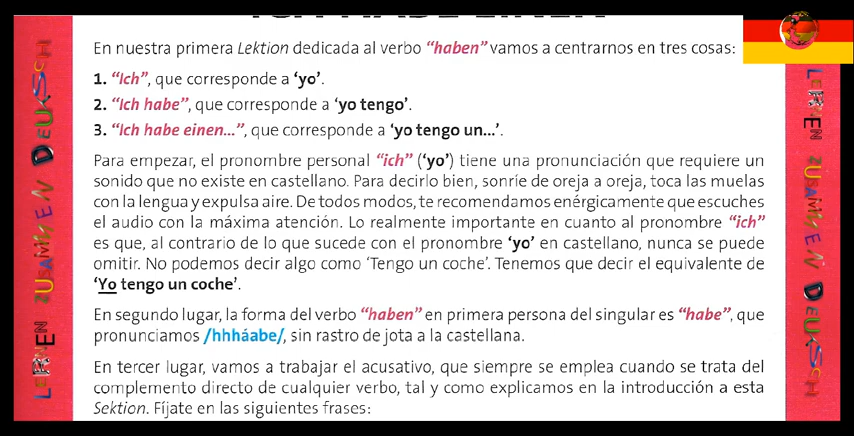 En nuestra primera Lektion dedicada al verbo “haben” vamos a centrarnos en tres cosas:
1. “Ich”, que corresponde a ‘yo’.
2. “Ich habe”, que corresponde a ‘yo tengo’.
3. “Ich habe einen...”, que corresponde a ‘yo tengo un...’.
Para empezar, el pronombre personal “ich” (‘yo’) tiene una pronunciación que requiere un
sonido que no existe en castellano. Para decirlo bien, sonríe de oreja a oreja, toca las muelas
con la lengua y expulsa aire. De todos modos, te recomendamos enérgicamente que escuches
el audio con la máxima atención. Lo realmente importante en cuanto al pronombre “ich”
es que, al contrario de lo que sucede con el pronombre ‘yo’ en castellano, nunca se puede
omitir. No podemos decir algo como ‘Tengo un coche’. Tenemos que decir el equivalente de
‘Yo tengo un coche’.
En segundo lugar, la forma del verbo “haben” en primera persona del singular es “habe”, que
pronunciamos /hhháabe/, sin rastro de jota a la castellana.
En tercer lugar, vamos a trabajar el acusativo, que siempre se emplea cuando se trata del
complemento directo de cualquier verbo, tal y como explicamos en la introducción a esta
Sektion. Fíjate en las siguientes frases:
LERNEN ZUSAMMEN DEUKSSH
LERNEN ZUSAMMEN DEUKSSH